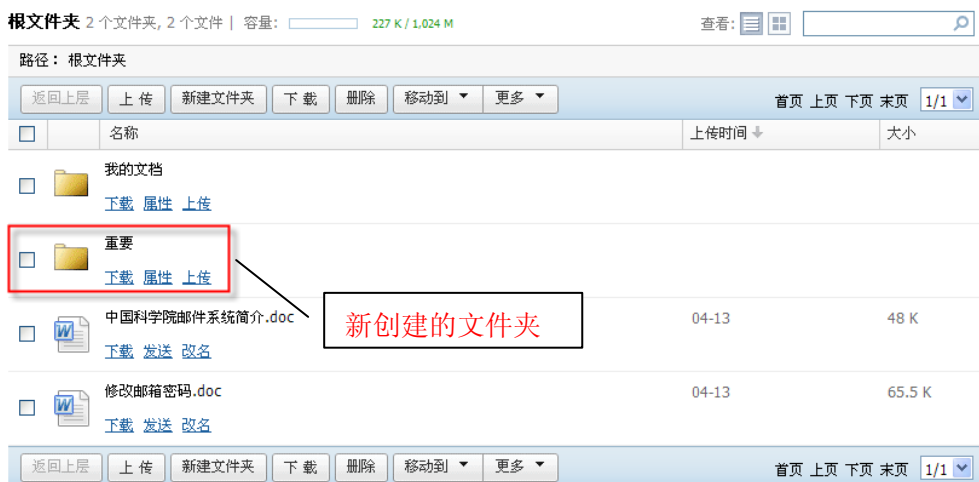 根文件夹 2 个文件夹, 2 个文件 | 容量: 227 K / 1,024 M 查看:
路径： 根文件夹
返回上层 上传 新建文件夹 下载 删除 移动到 更多 首页 上页 下页 末页 1/1
名称 上传时间 大小
我的文档
下载 属性 上传
重要
下载 属性 上传
中国科学院邮件系统简介.doc 04-13 48 K
新创建的文件夹
下载 发送 改名
修改邮箱密码.doc 04-13 65.5 K
下载 发送 改名
返回上层 上传 新建文件夹 下载 删除 移动到 更多 首页 上页 下页 末页 1/1